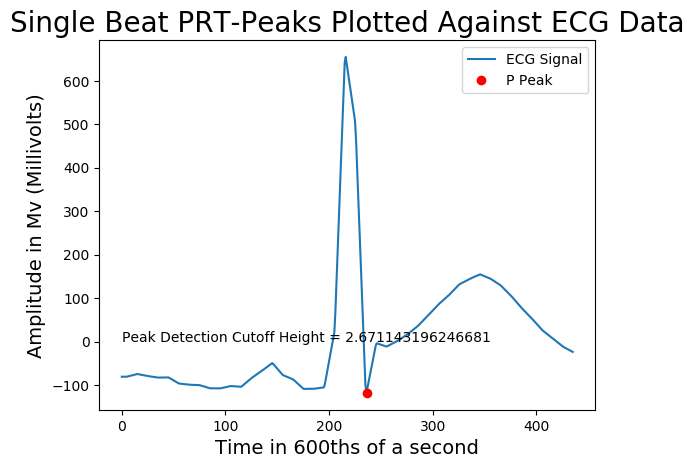 Single Beat PRT-Peaks Plotted Against ECG Data
ECG Signal
P Peak
600
500
400
300
200
100
0
−100
Amplitude in Mv (Millivolts)
Peak Detection Cutoff Height = 2.671143196246681
0
100
200
300
400
Time in 600ths of a second